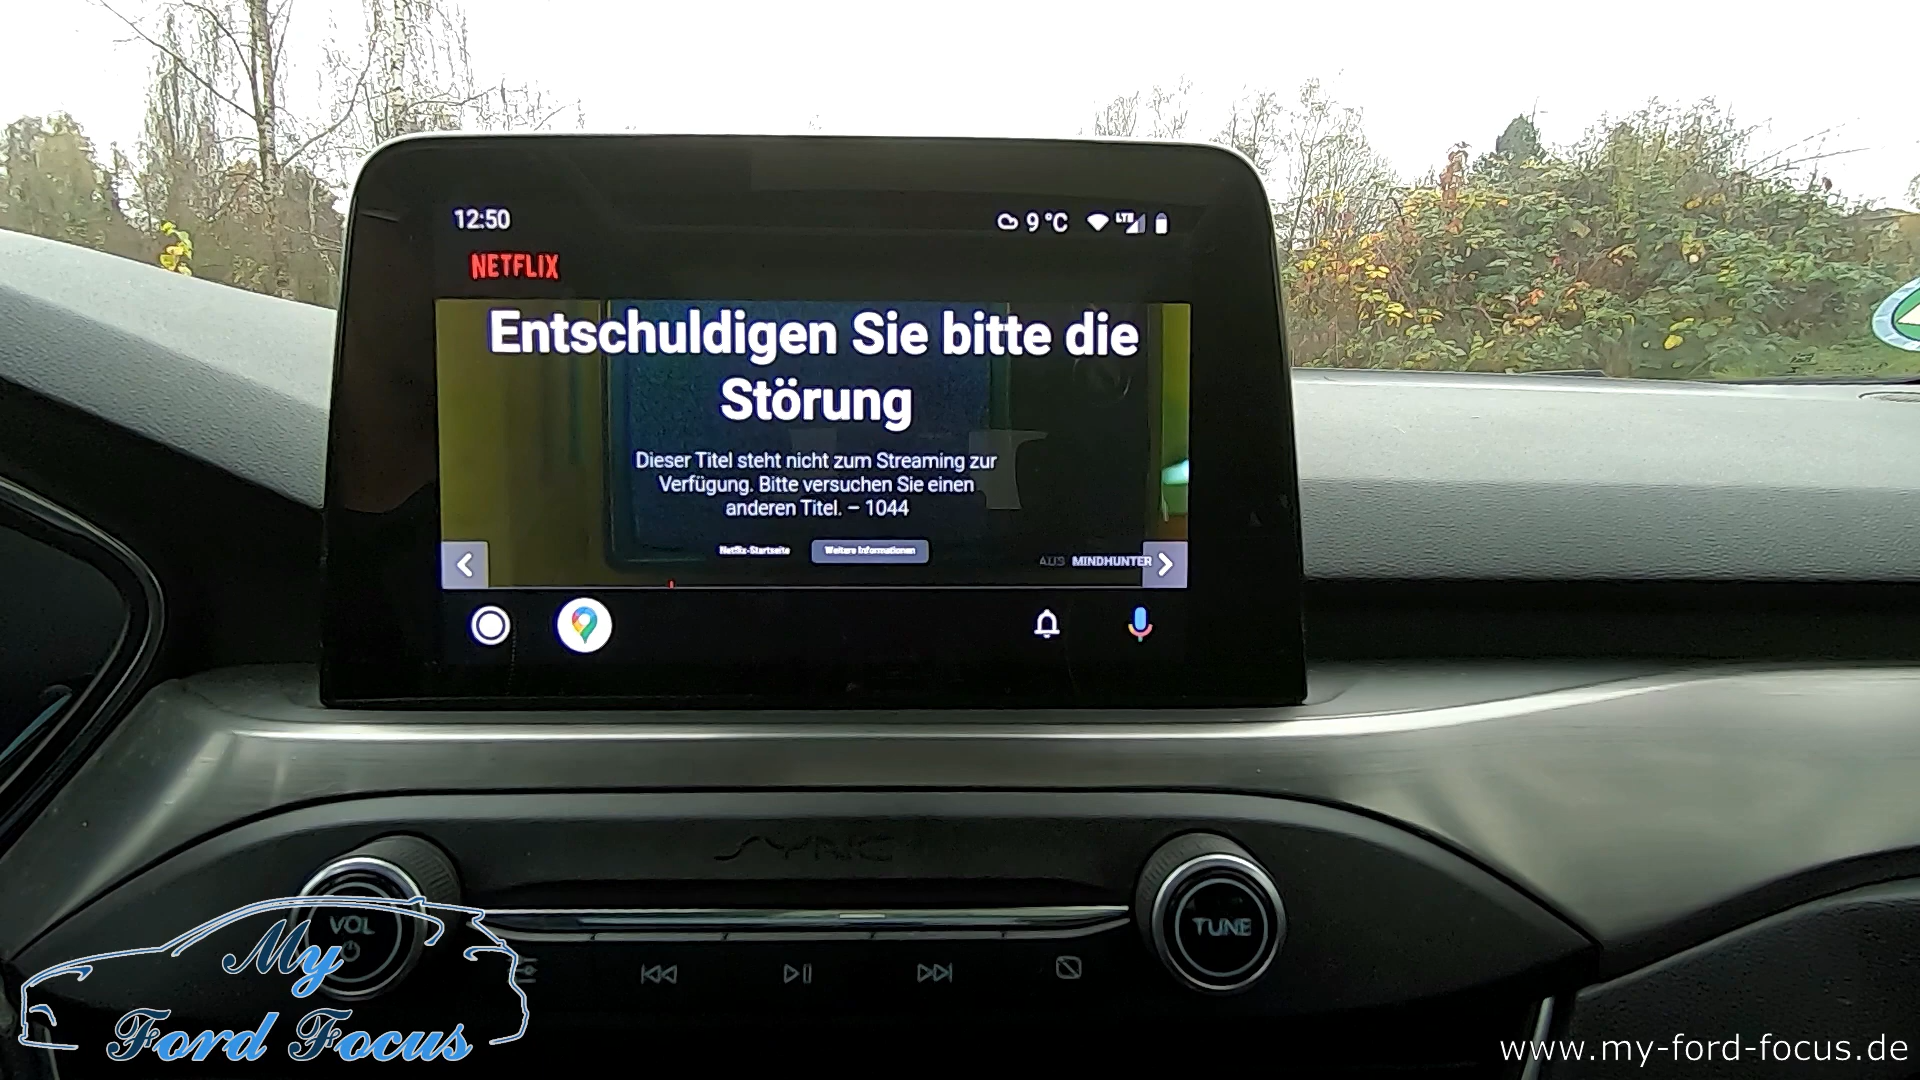 12:50
9 °C
LTE
NETFLIX
Entschuldigen Sie bitte die
Störung
Dieser Titel steht nicht zum Streaming zur
Verfügung. Bitte versuchen Sie einen
anderen Titel. – 1044
Netflix-Startseite
Weitere Informationen
AUS MINDHUNTER
SYNC
VOL
TUNE
My
Ford Focus
www.my-ford-focus.de